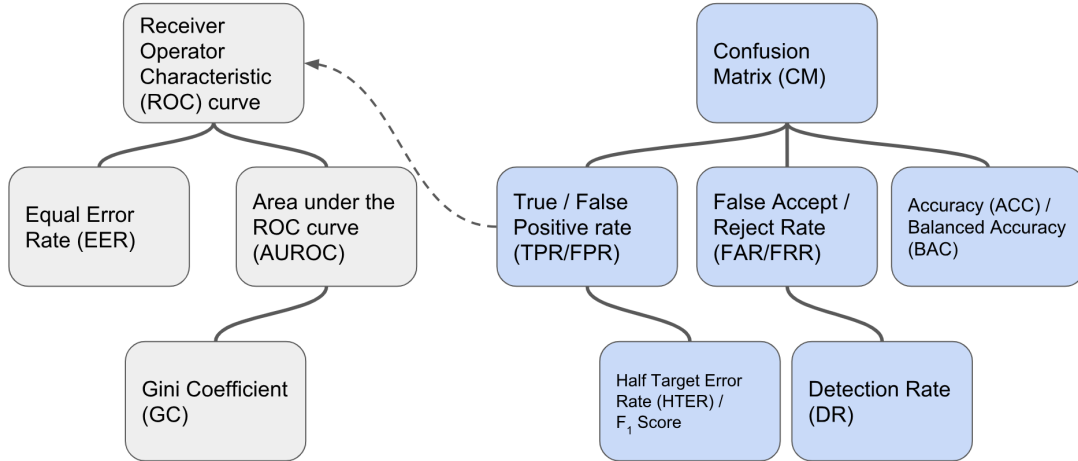 Receiver
Operator
Characteristic
(ROC) curve
Confusion
Matrix (CM)
Equal Error
Rate (EER)
Area under the
ROC curve
(AUROC)
True / False
Positive rate
(TPR/FPR)
False Accept /
Reject Rate
(FAR/FRR)
Accuracy (ACC) /
Balanced Accuracy
(BAC)
Gini Coefficient
(GC)
Half Target Error
Rate (HTER) /
F₁ Score
Detection Rate
(DR)